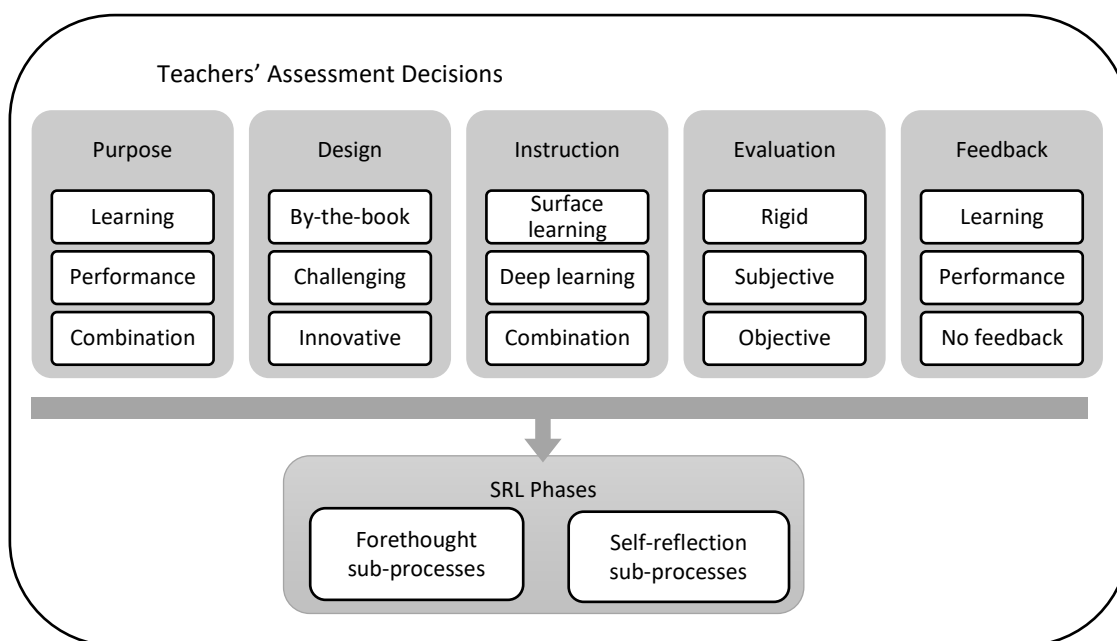 Teachers’ Assessment Decisions
Purpose
Learning
Performance
Combination
Design
By-the-book
Challenging
Innovative
Instruction
Surface
learning
Deep learning
Combination
Evaluation
Rigid
Subjective
Objective
Feedback
Learning
Performance
No feedback
SRL Phases
Forethought
sub-processes
Self-reflection
sub-processes